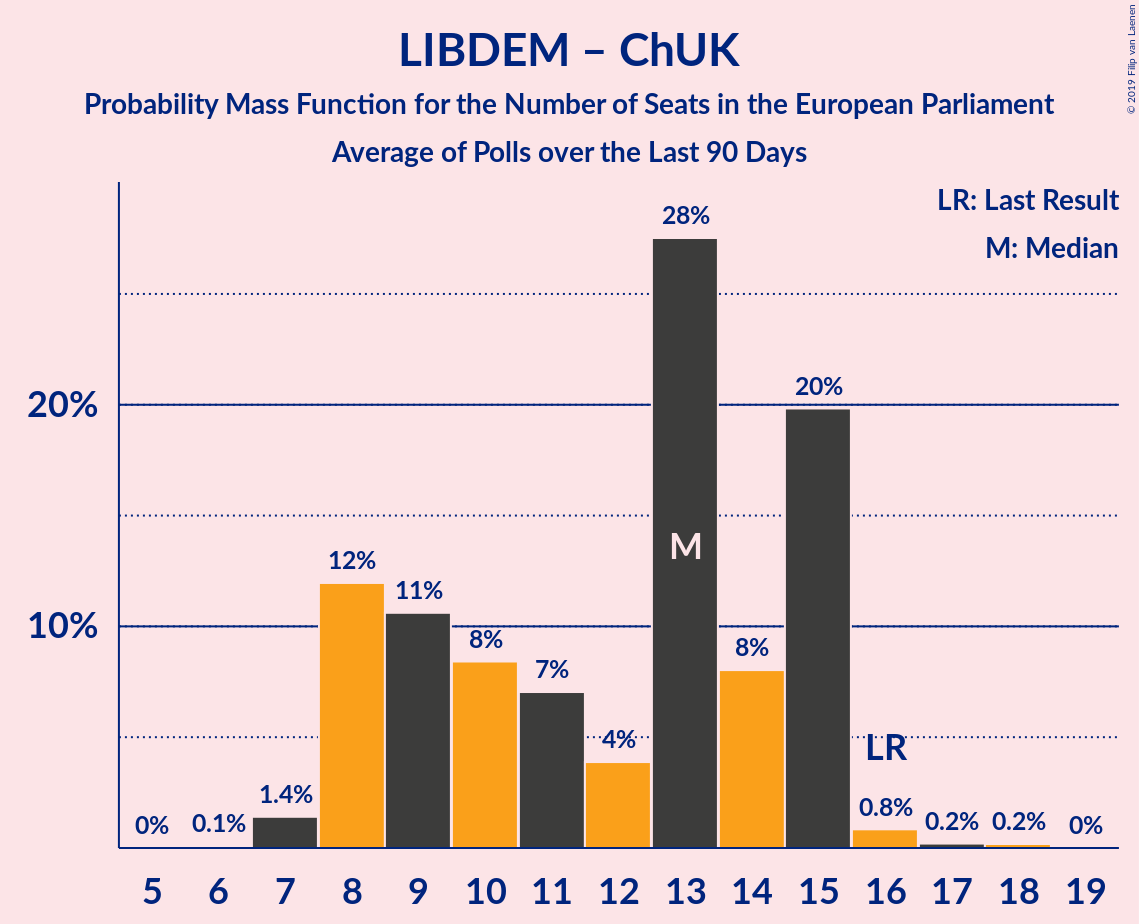 LIBDEM – ChUK
Probability Mass Function for the Number of Seats in the European Parliament
Average of Polls over the Last 90 Days
© 2019 Filip van Laenen
LR: Last Result
M: Median
28%
20%
20%
M
12%
11%
10%
8%
8%
7%
4%
LR
1.4%
0.8%
0%
0.1%
0.2%
0.2%
0%
5 6 7 8 9 10 11 12 13 14 15 16 17 18 19